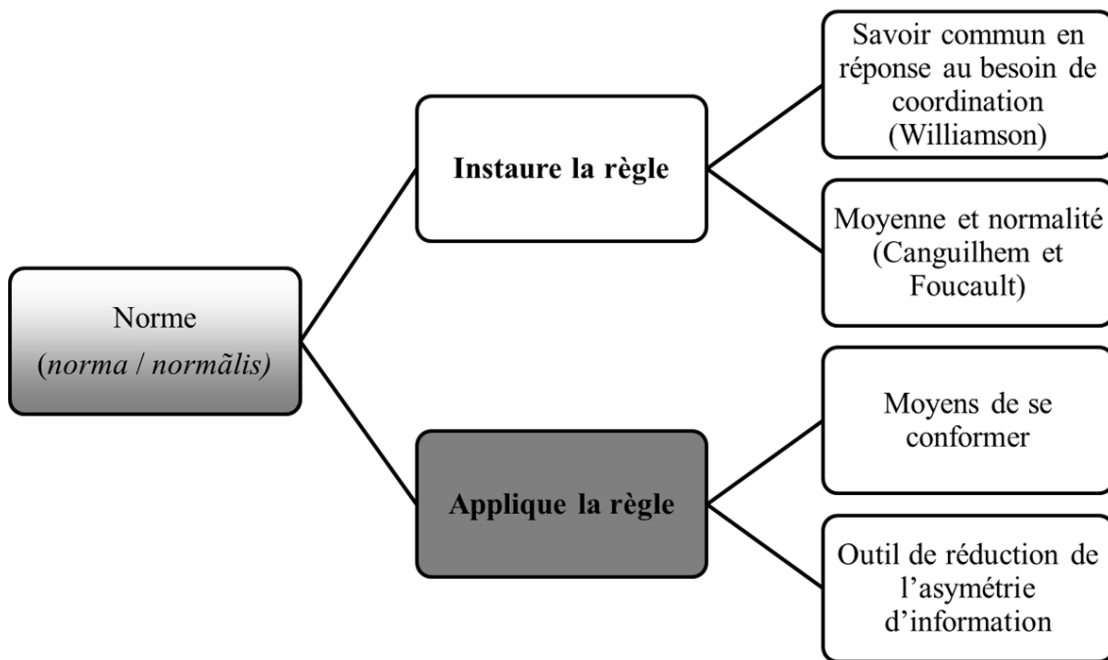 Savoir commun en
réponse au besoin de
coordination
(Williamson)
Instaure la règle
Moyenne et normalité
(Canguilhem et
Foucault)
Norme
(norma / normãlis)
Moyens de se
conformer
Applique la règle
Outil de réduction de
l’asymétrie
d’information